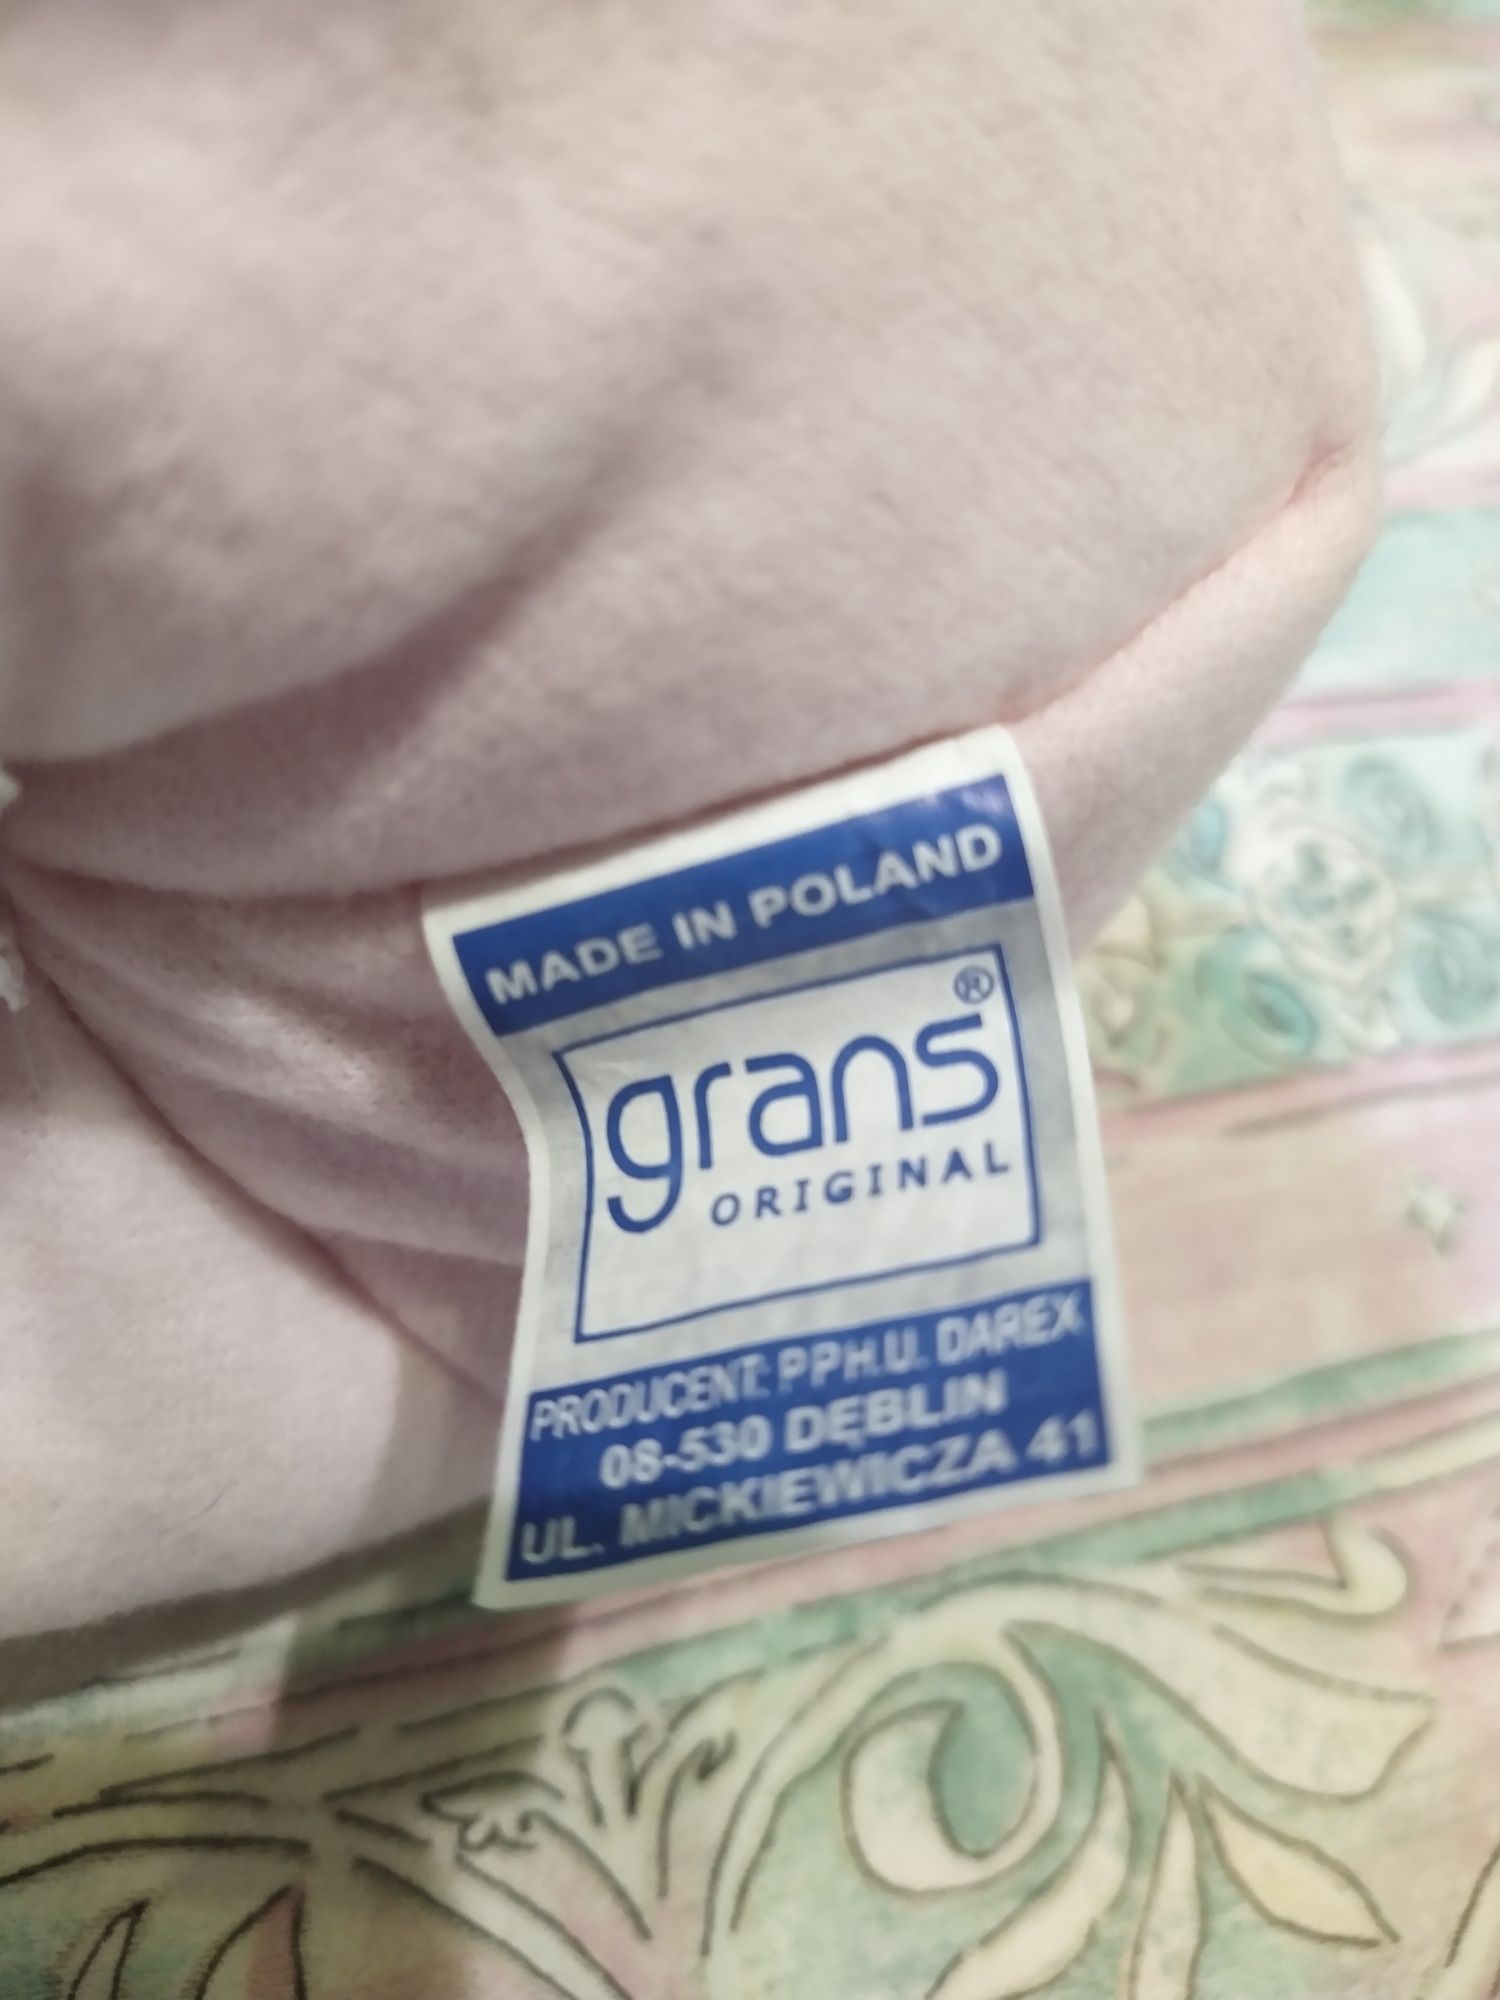 MADE IN POLAND
grans®
ORIGINAL
PRODUCENT: P.P.H.U. DAREX
08-530 DĘBLIN
UL. MICKIEWICZA 41